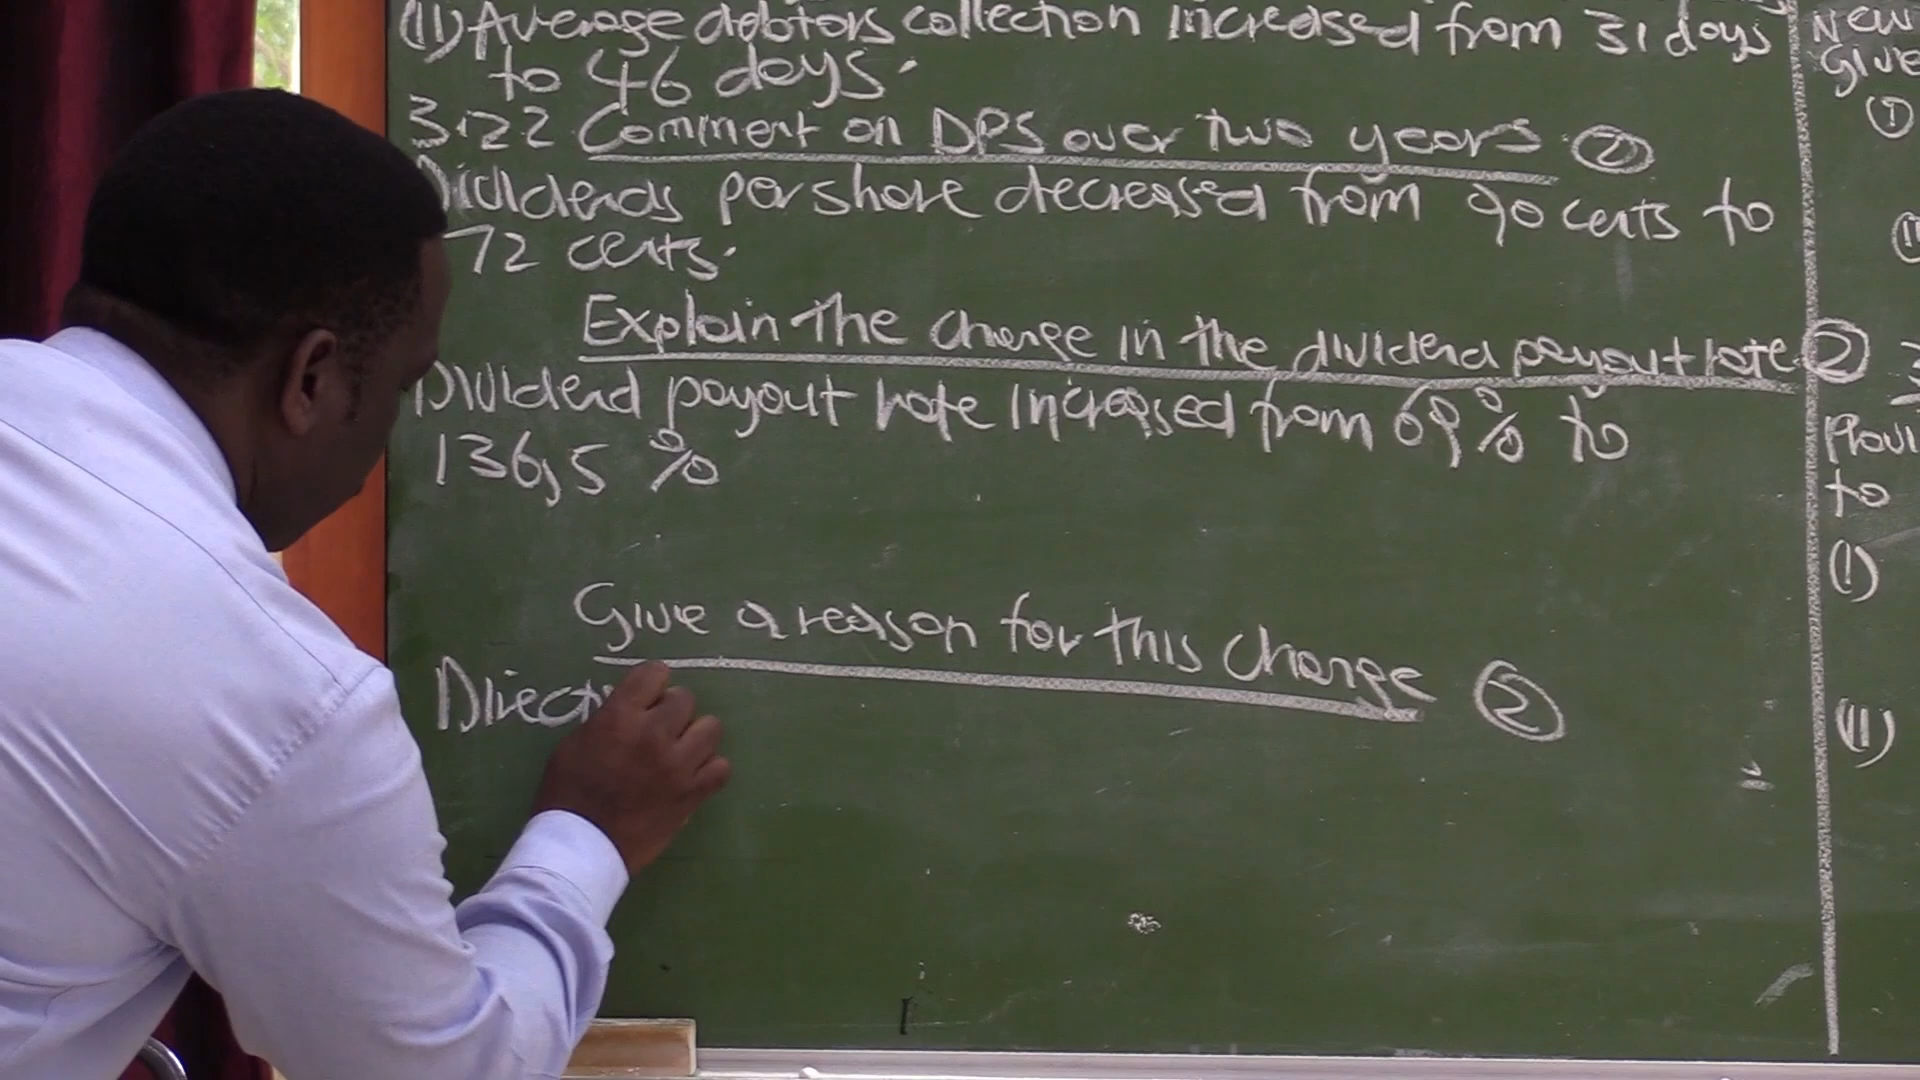 (II) Average debtors collection increased from 31 days
to 46 days.
3.22 Comment on DPS over two years (2)
Dividends per share decreased from 90 cents to
72 cents.
Explain the change in the dividend payout rate. (2)
Dividend payout rate increased from 69% to
136,5 %
Give a reason for this change (2)
Direct
New
Give
(I)
(II)
to
(I)
(II)